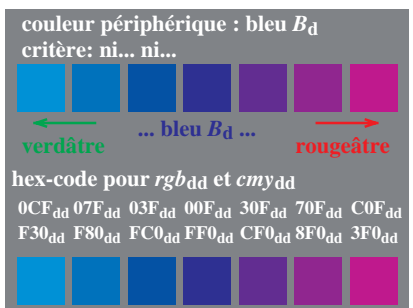 couleur périphérique : bleu Bd
critère: ni... ni...
... bleu Bd ...
verdâtre rougeâtre
hex-code pour rgbdd et cmydd
0CFdd 07Fdd 03Fdd 00Fdd 30Fdd 70Fdd C0Fdd
F30dd F80dd FC0dd FF0dd CF0dd 8F0dd 3F0dd